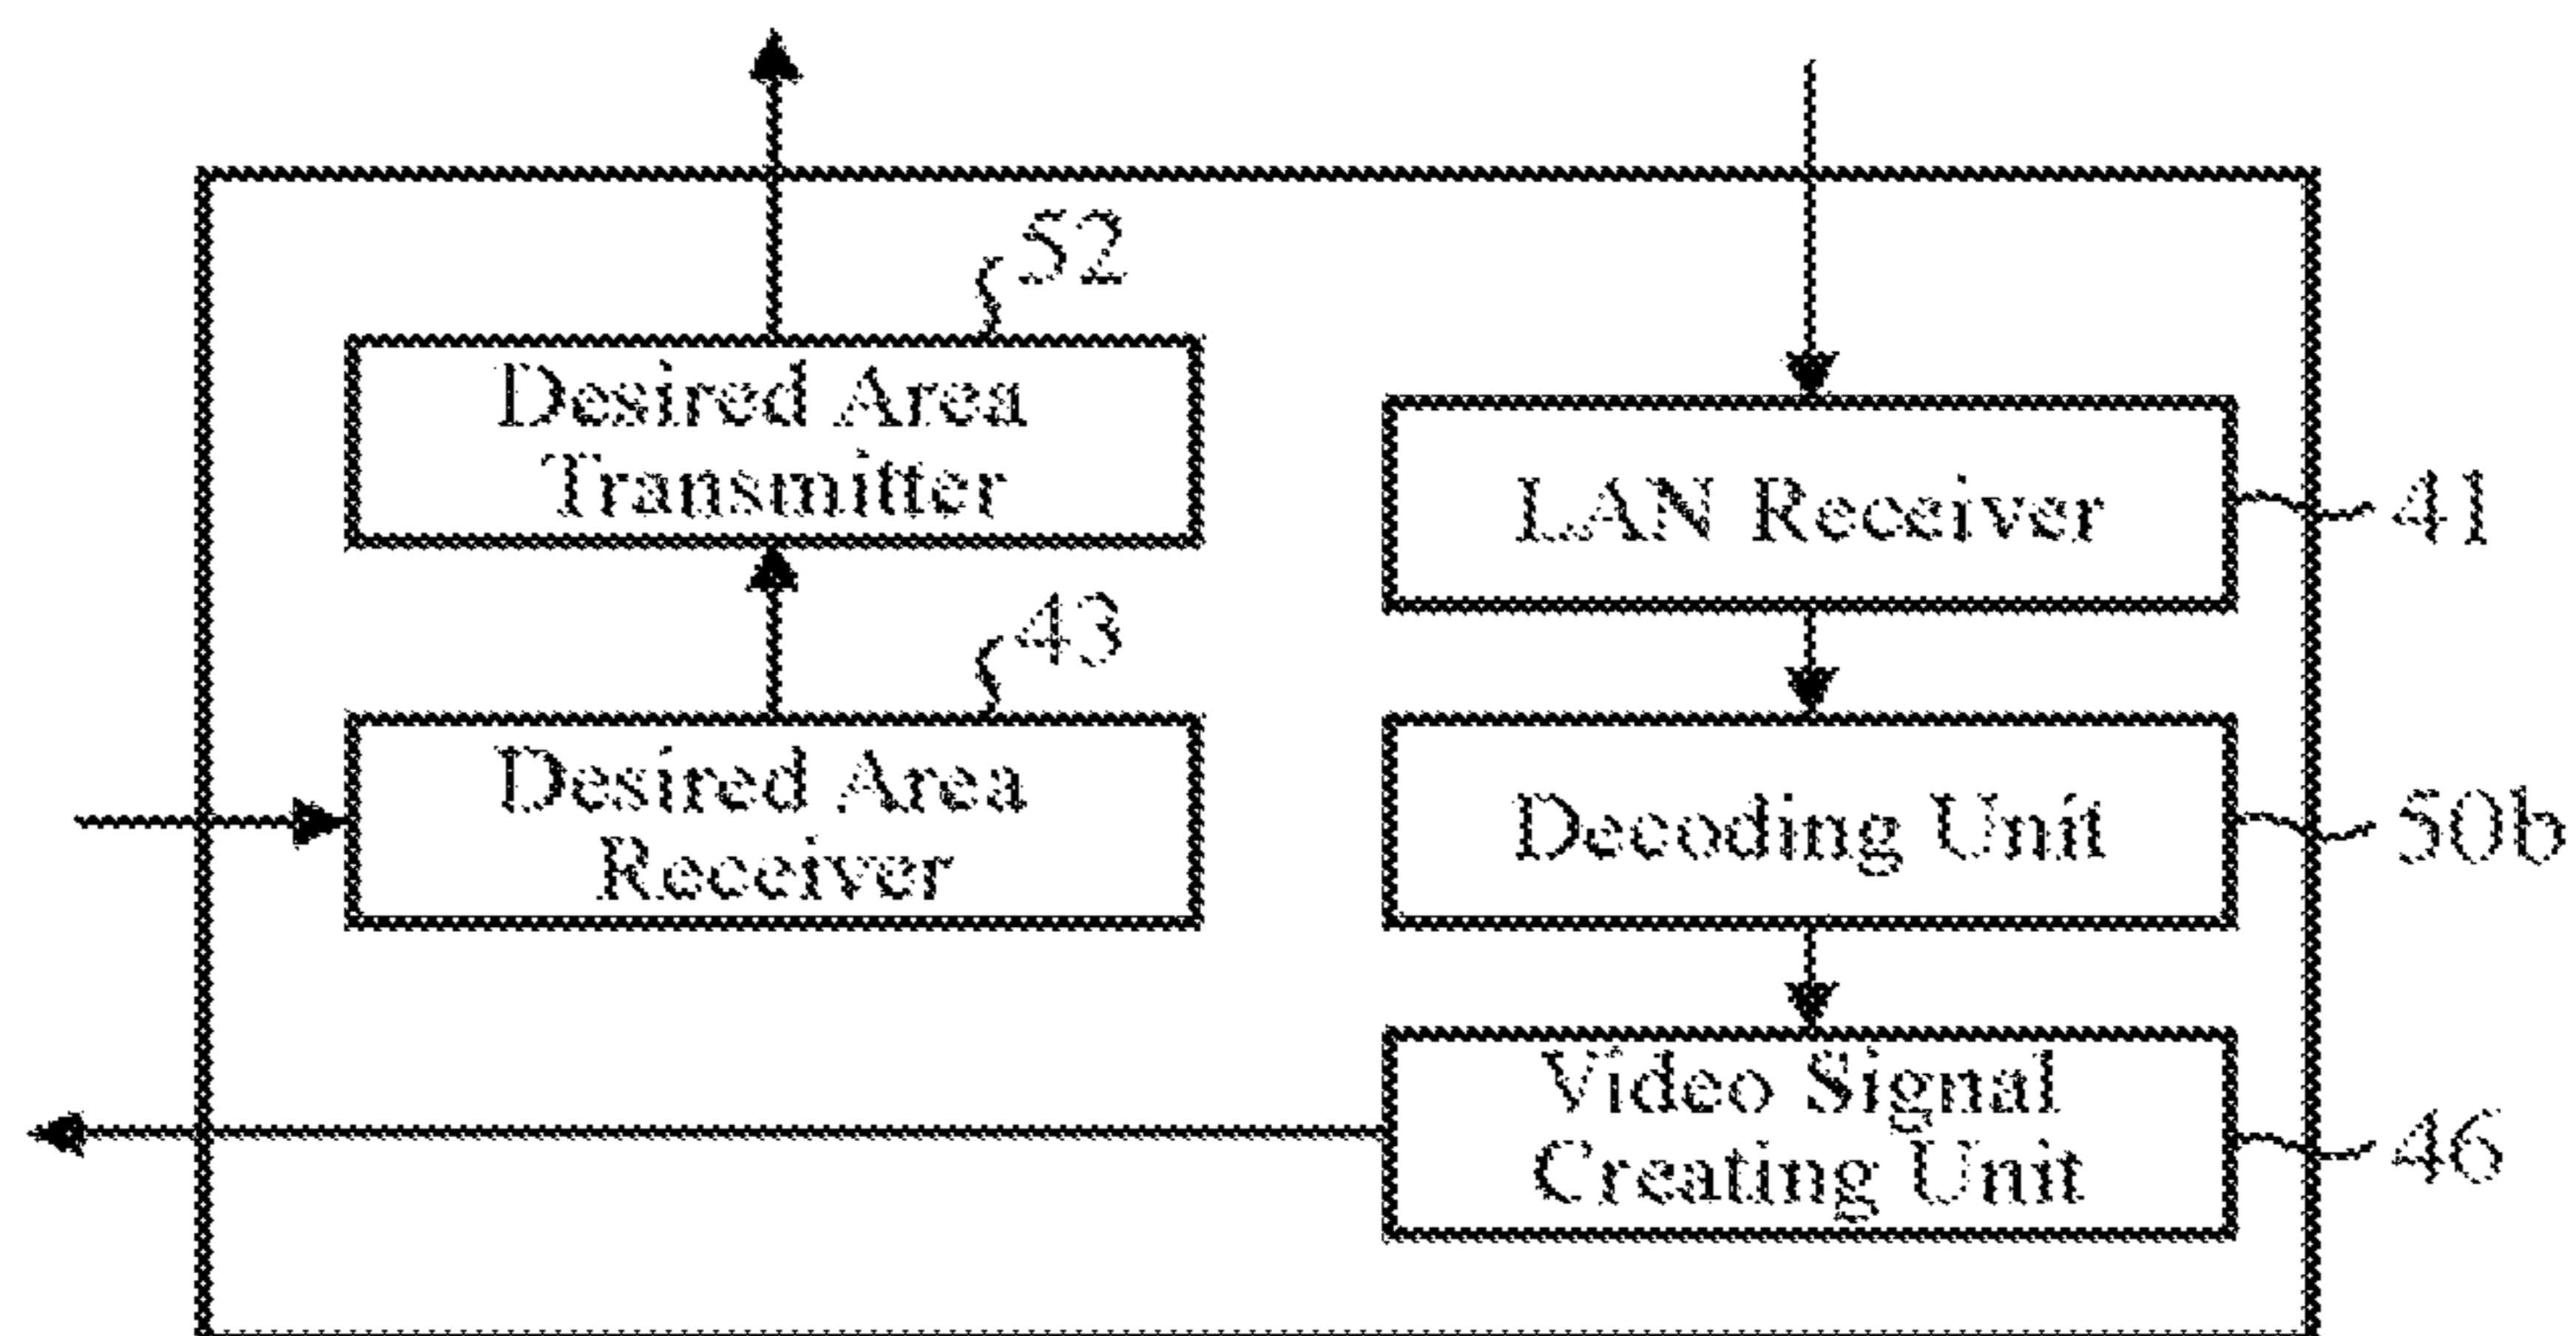 52
Desired Area
Transmitter
LAN Receiver
41
43
Desired Area
Receiver
Decoding Unit
50b
Video Signal
Creating Unit
46